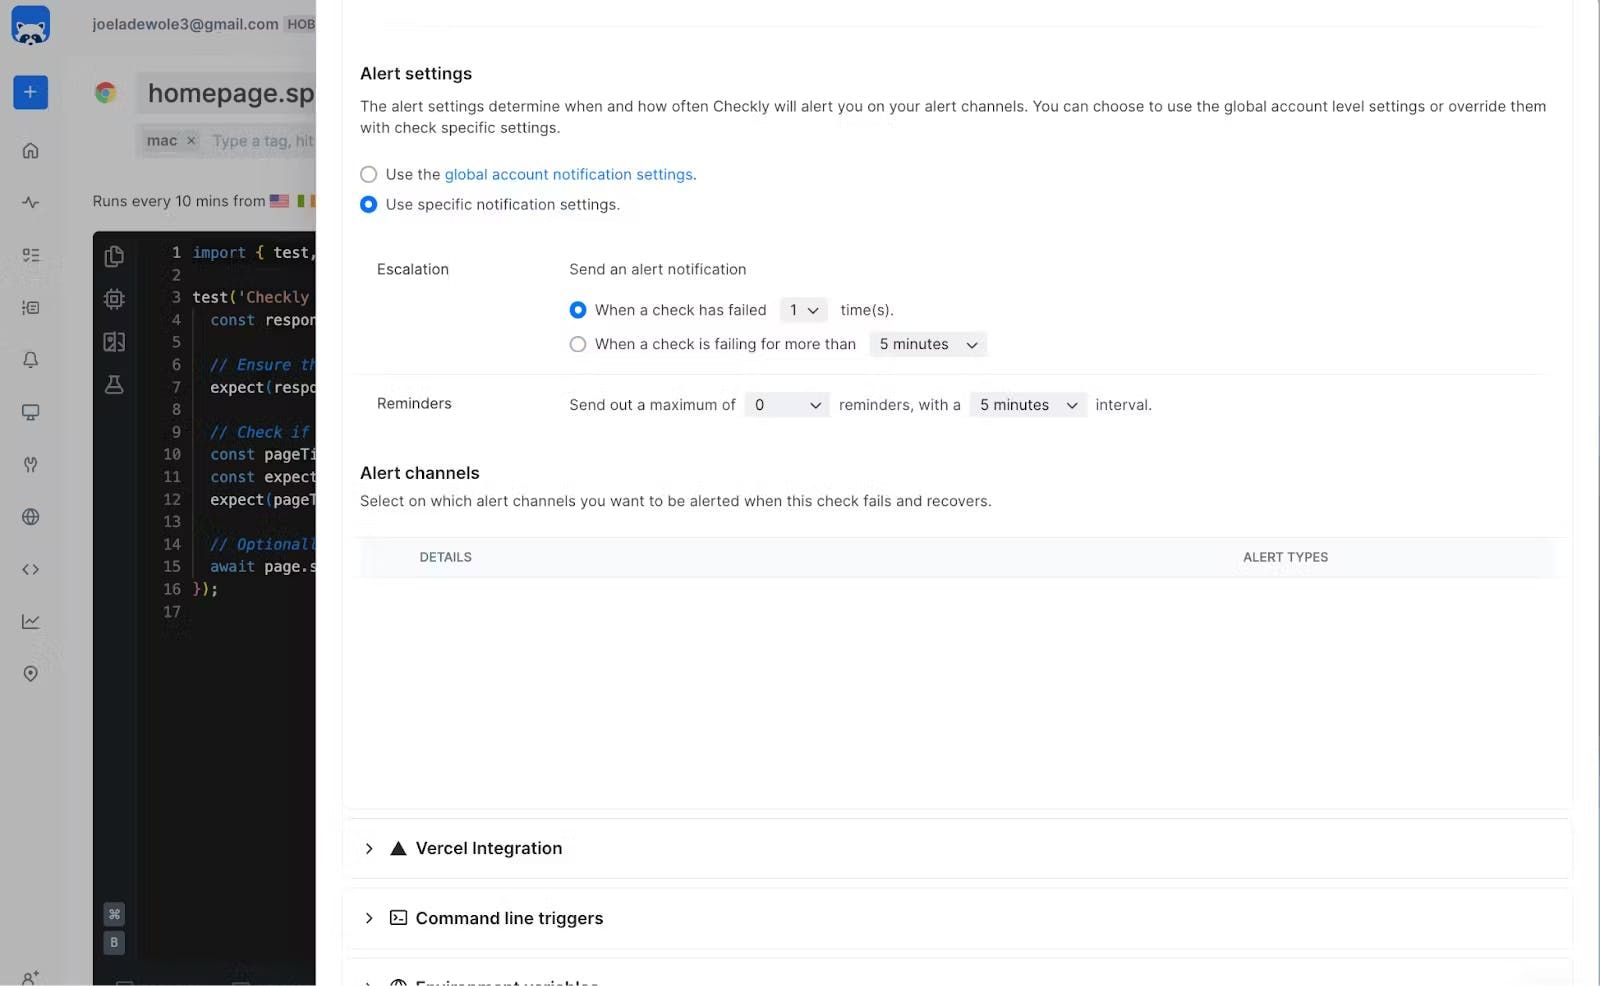 joeladewole3@gmail.com HOB
homepage.sp
mac × Type a tag, hit
Runs every 10 mins from
1 import { test,
2
3 test('Checkly
4 const respon
5
6 // Ensure th
7 expect(respo
8
9 // Check if
10 const pageTi
11 const expect
12 expect(pageT
13
14 // Optionall
15 await page.s
16 });
17
⌘
B
Alert settings
The alert settings determine when and how often Checkly will alert you on your alert channels. You can choose to use the global account level settings or override them
with check specific settings.
Use the global account notification settings.
Use specific notification settings.
Escalation
Send an alert notification
When a check has failed 1 time(s).
When a check is failing for more than 5 minutes
Reminders
Send out a maximum of 0 reminders, with a 5 minutes interval.
Alert channels
Select on which alert channels you want to be alerted when this check fails and recovers.
DETAILS ALERT TYPES
Vercel Integration
Command line triggers
Environment variables